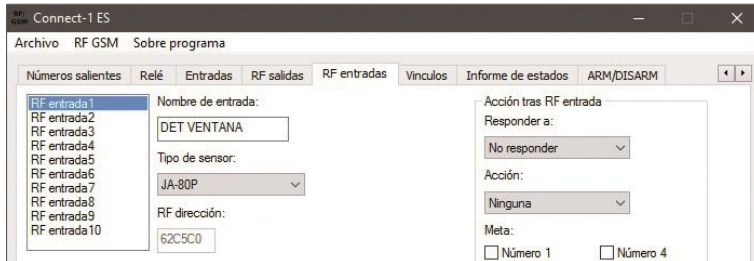 RF/
GSM Connect-1 ES
Archivo RF GSM Sobre programa
Números salientes Relé Entradas RF salidas RF entradas Vinculos Informe de estados ARM/DISARM
RF entrada1
RF entrada2
RF entrada3
RF entrada4
RF entrada5
RF entrada6
RF entrada7
RF entrada8
RF entrada9
RF entrada10
Nombre de entrada:
DET VENTANA
Tipo de sensor:
JA-80P
RF dirección:
62C5C0
Acción tras RF entrada
Responder a:
No responder
Acción:
Ninguna
Meta:
Número 1 Número 4